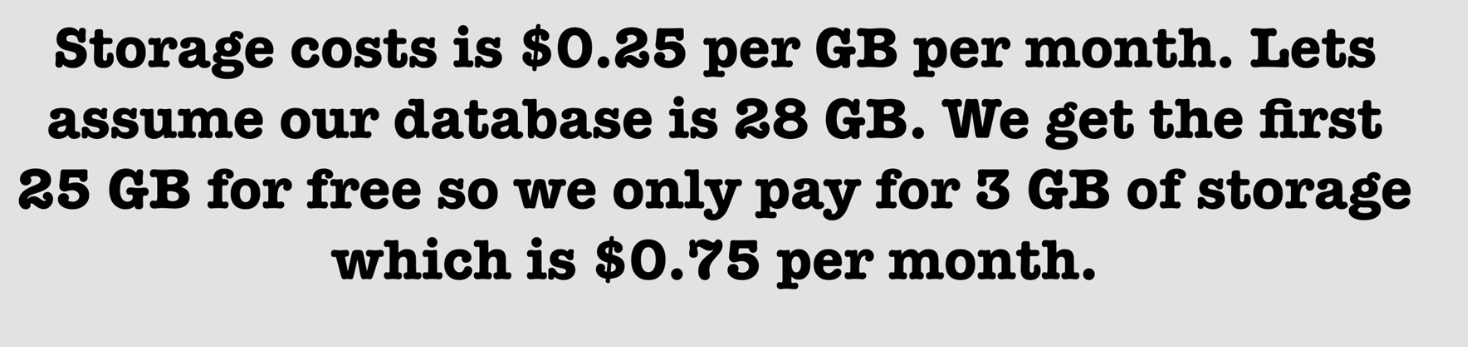 Storage costs is $0.25 per GB per month. Lets
assume our database is 28 GB. We get the first
25 GB for free so we only pay for 3 GB of storage
which is $0.75 per month.